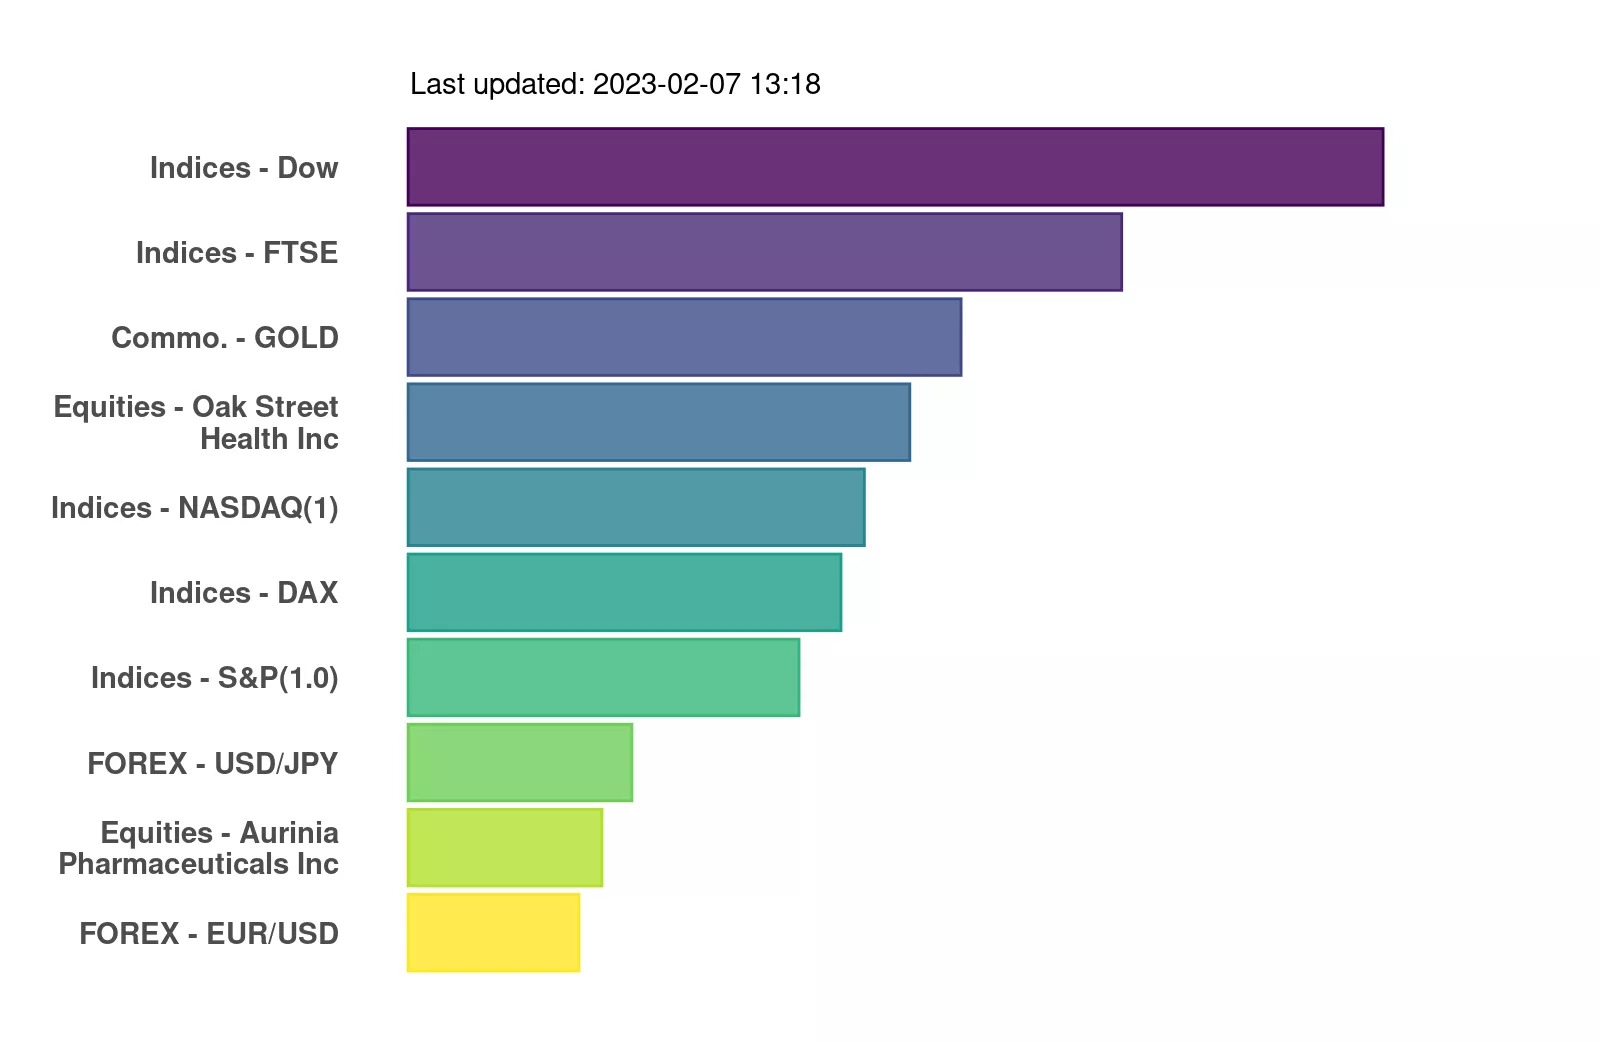 Last updated: 2023-02-07 13:18
Indices - Dow
Indices - FTSE
Commo. - GOLD
Equities - Oak Street
Health Inc
Indices - NASDAQ(1)
Indices - DAX
Indices - S&P(1.0)
FOREX - USD/JPY
Equities - Aurinia
Pharmaceuticals Inc
FOREX - EUR/USD